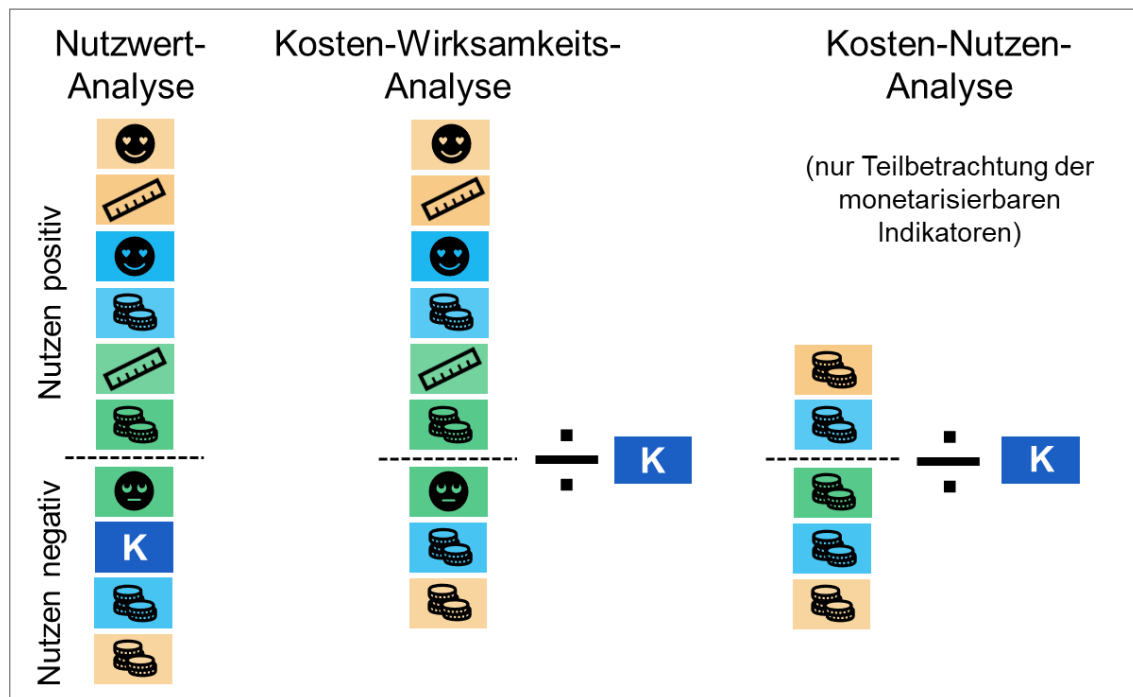 Nutzwert-
Analyse
Kosten-Wirksamkeits-
Analyse
Kosten-Nutzen-
Analyse
(nur Teilbetrachtung der
monetarisierbaren
Indikatoren)
Nutzen positiv
Nutzen negativ
K
K
K